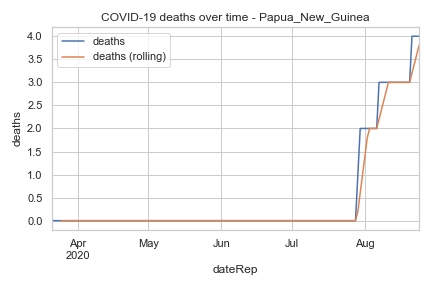 COVID-19 deaths over time - Papua_New_Guinea
deaths
deaths (rolling)
4.0
3.5
3.0
2.5
2.0
1.5
1.0
0.5
0.0
deaths
Apr
2020
May
Jun
Jul
Aug
dateRep